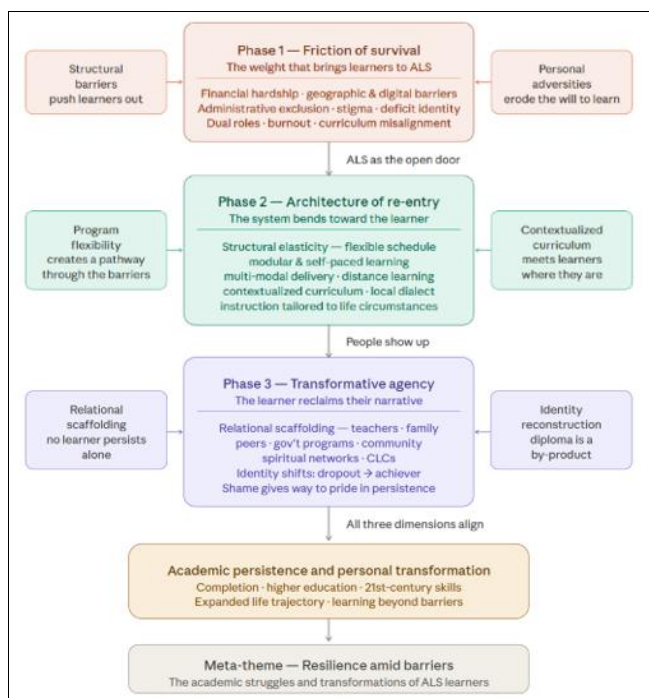 Phase 1 — Friction of survival
The weight that brings learners to ALS
Financial hardship · geographic & digital barriers
Administrative exclusion · stigma · deficit identity
Dual roles · burnout · curriculum misalignment
Structural
barriers
push learners out
Personal
adversities
erode the will to learn
ALS as the open door
Phase 2 — Architecture of re-entry
The system bends toward the learner
Structural elasticity — flexible schedule
modular & self-paced learning
multi-modal delivery · distance learning
contextualized curriculum · local dialect
instruction tailored to life circumstances
Program
flexibility
creates a pathway
through the barriers
Contextualized
curriculum
meets learners
where they are
People show up
Phase 3 — Transformative agency
The learner reclaims their narrative
Relational scaffolding — teachers · family
peers · gov't programs · community
spiritual networks · CLCs
Identity shifts: dropout → achiever
Shame gives way to pride in persistence
Relational
scaffolding
no learner persists
alone
Identity
reconstruction
diploma is a
by-product
All three dimensions align
Academic persistence and personal transformation
Completion · higher education · 21st-century skills
Expanded life trajectory · learning beyond barriers
Meta-theme — Resilience amid barriers
The academic struggles and transformations of ALS learners